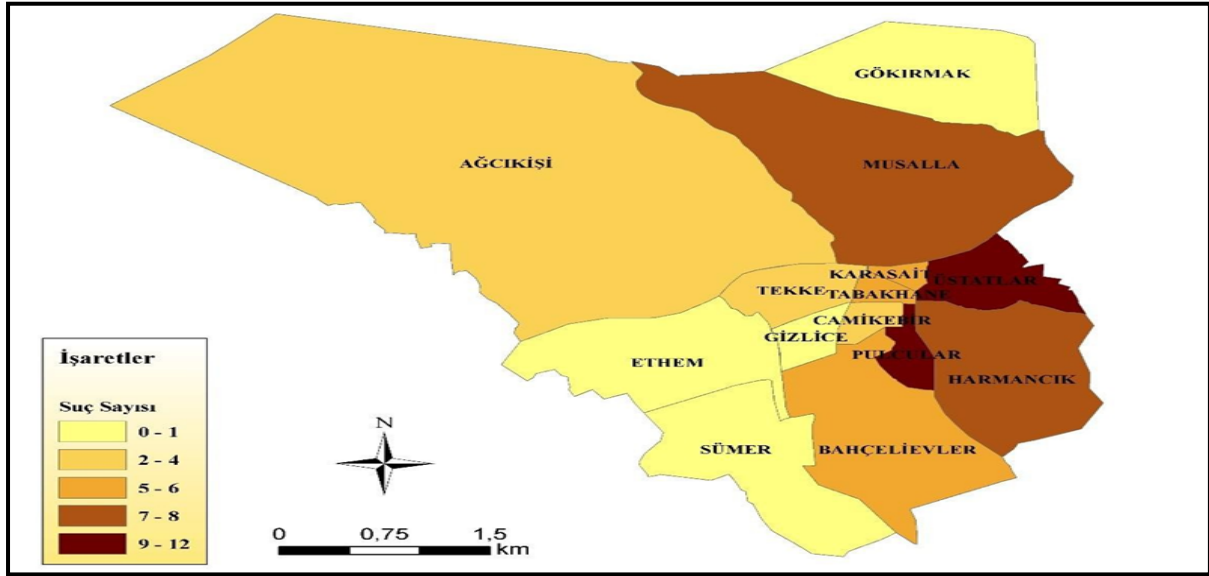 GÖKIRMAK
AĞCIKİŞİ
MUSALLA
KARASAİT
ÜSTATLAR
TEKKE
TABAKHANE
CAMİKEBİR
GİZLİCE
PULCULAR
ETHEM
HARMANCIK
SÜMER
BAHÇELİEVLER
İşaretler
Suç Sayısı
0 - 1
2 - 4
5 - 6
7 - 8
9 - 12
N
0 0,75 1,5
km